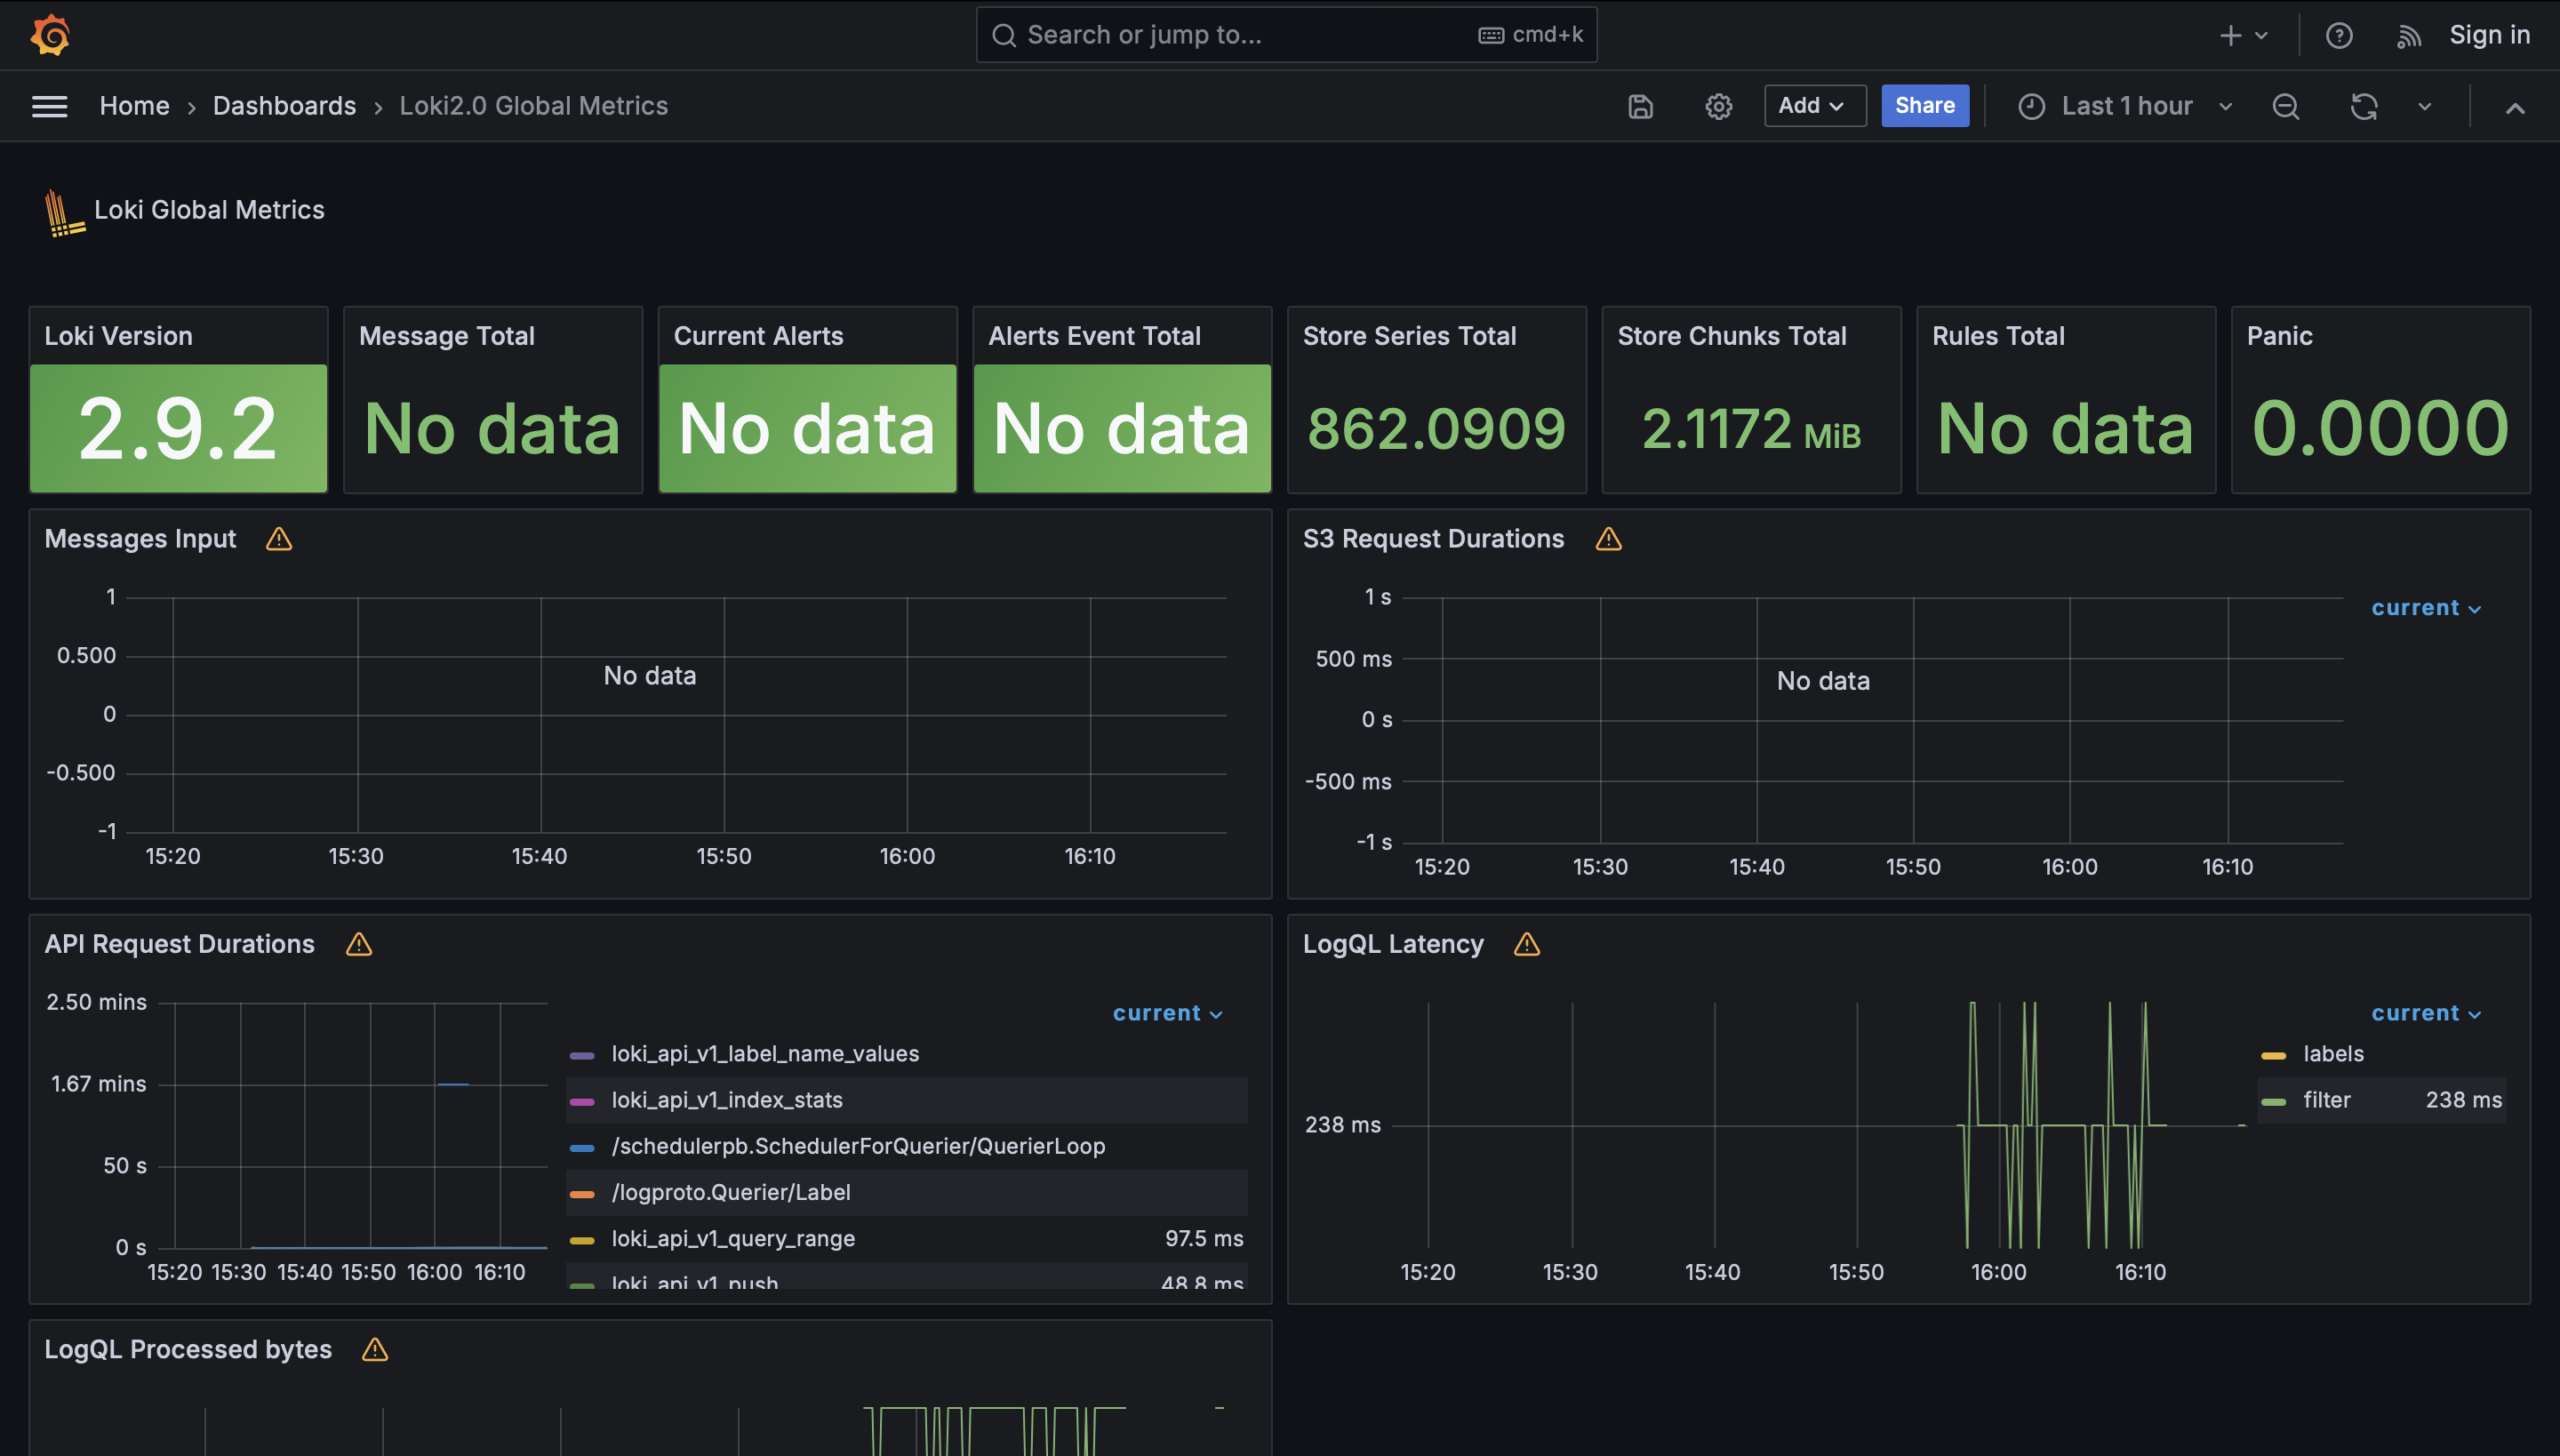 Search or jump to...
cmd+k
Sign in
Home › Dashboards › Loki2.0 Global Metrics
Add
Share
Last 1 hour
Loki Global Metrics
Loki Version
2.9.2
Message Total
No data
Current Alerts
No data
Alerts Event Total
No data
Store Series Total
862.0909
Store Chunks Total
2.1172 MiB
Rules Total
No data
Panic
0.0000
Messages Input
1
0.500
0
-0.500
-1
No data
15:20 15:30 15:40 15:50 16:00 16:10
S3 Request Durations
1 s
500 ms
0 s
-500 ms
-1 s
No data
15:20 15:30 15:40 15:50 16:00 16:10
current
API Request Durations
2.50 mins
1.67 mins
50 s
0 s
15:20 15:30 15:40 15:50 16:00 16:10
current
loki_api_v1_label_name_values
loki_api_v1_index_stats
/schedulerpb.SchedulerForQuerier/QuerierLoop
/logproto.Querier/Label
loki_api_v1_query_range 97.5 ms
loki_api_v1_push 48.8 ms
LogQL Latency
238 ms
15:20 15:30 15:40 15:50 16:00 16:10
current
labels
filter 238 ms
LogQL Processed bytes